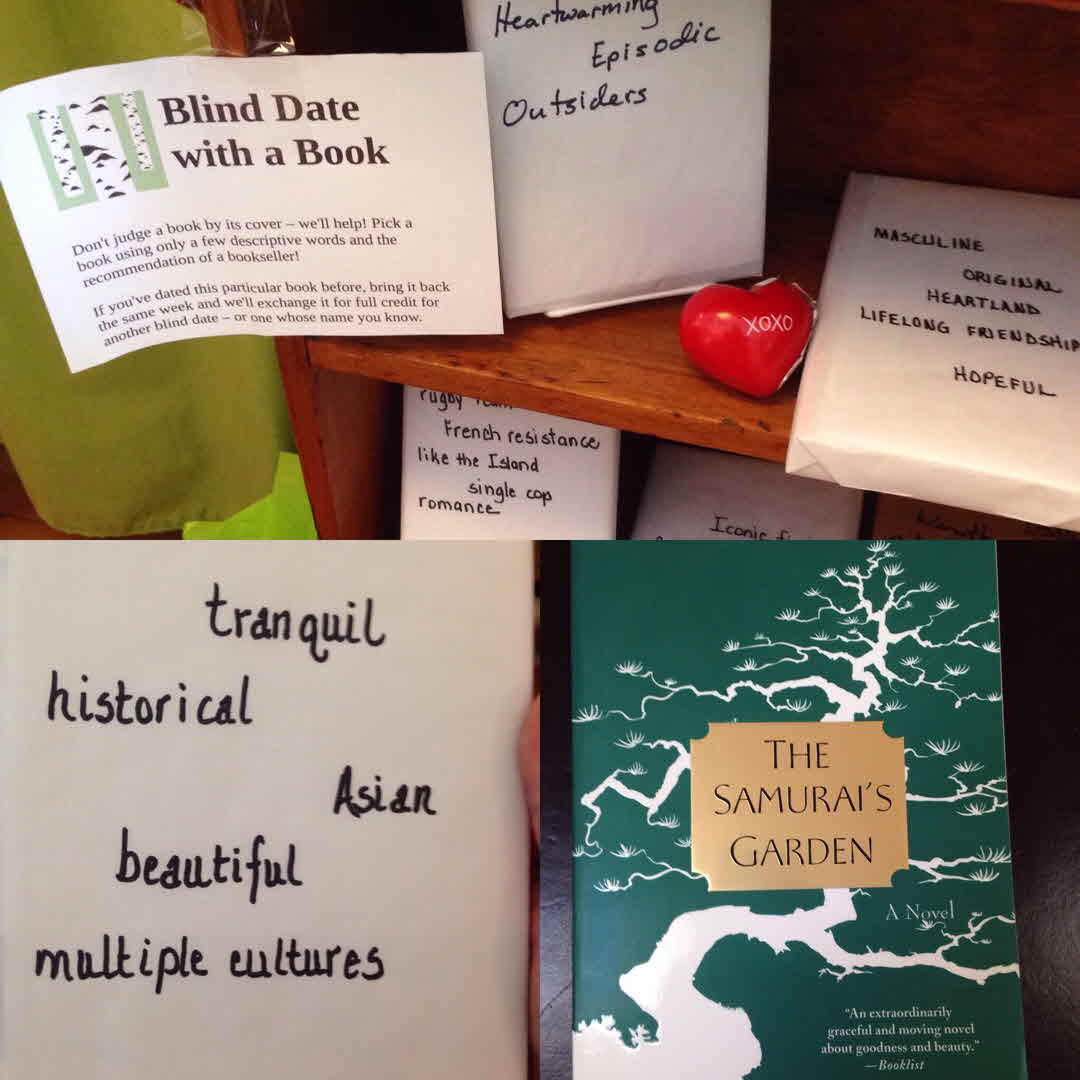 Blind Date
with a Book
Don't judge a book by its cover – we'll help! Pick a
book using only a few descriptive words and the
recommendation of a bookseller!
If you've dated this particular book before, bring it back
the same week and we'll exchange it for full credit for
another blind date – or one whose name you know.
Heartwarming
Episodic
Outsiders
XOXO
MASCULINE
ORIGINAL
HEARTLAND
LIFELONG FRIENDSHIP
HOPEFUL
rugby
French resistance
like the Island
single cop
romance
Iconic
tranquil
historical
Asian
beautiful
multiple cultures
THE
SAMURAI'S
GARDEN
A Novel
“An extraordinarily
graceful and moving novel
about goodness and beauty.”
—Booklist